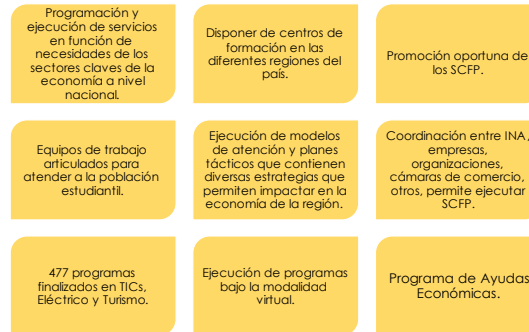 Programación y
ejecución de servicios
en función de
necesidades de los
sectores claves de la
economía a nivel
nacional.
Disponer de centros de
formación en las
diferentes regiones del
país.
Promoción oportuna de
los SCFP.
Equipos de trabajo
articulados para
atender a la población
estudiantil.
Ejecución de modelos
de atención y planes
tácticos que contienen
diversas estrategias que
permiten impactar en la
economía de la región.
Coordinación entre INA,
empresas,
organizaciones,
cámaras de comercio,
otros, permite ejecutar
SCFP.
477 programas
finalizados en TICs,
Eléctrico y Turismo.
Ejecución de programas
bajo la modalidad
virtual.
Programa de Ayudas
Económicas.